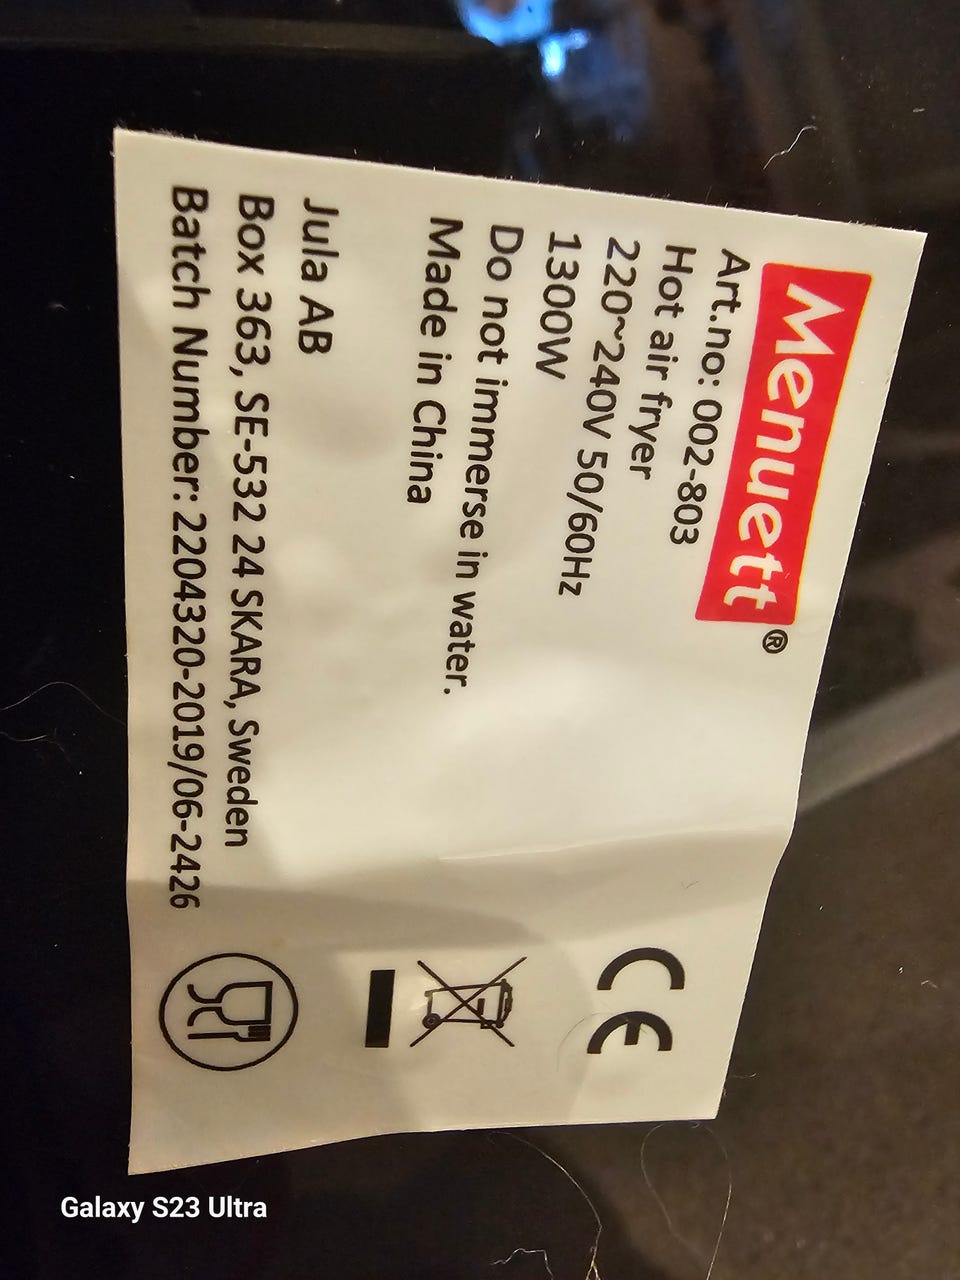 Menuett®
Art.no: 002-803
Hot air fryer
220~240V 50/60Hz
1300W
Do not immerse in water.
Made in China
Jula AB
Box 363, SE-532 24 SKARA, Sweden
Batch Number: 2204320-2019/06-2426
CE
Galaxy S23 Ultra